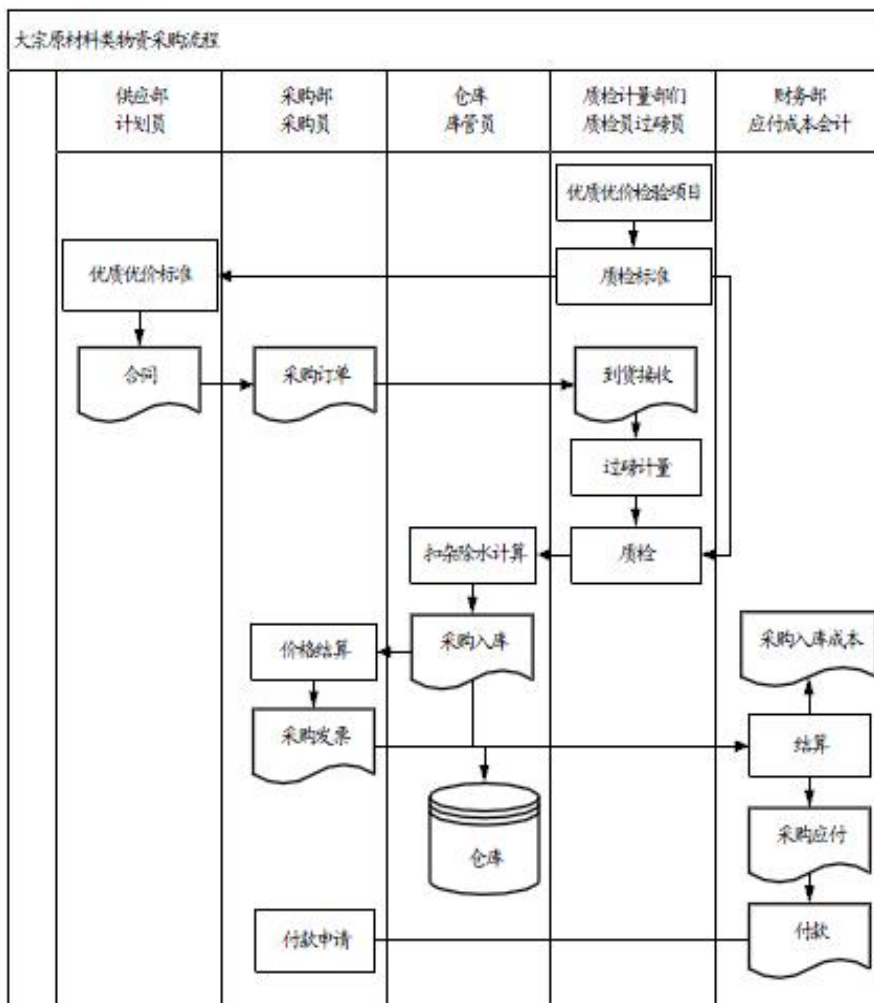 大宗原材料类物资采购流程
供应部
计划员
采购部
采购员
仓库
库管员
质检计量部们
质检员过磅员
财务部
应付成本会计
优质优价检验项目
优质优价标准
质检标准
合同
采购订单
到货接收
过磅计量
扣杂除水计算
质检
价格结算
采购入库
采购入库成本
采购发票
结算
仓库
采购应付
付款申请
付款